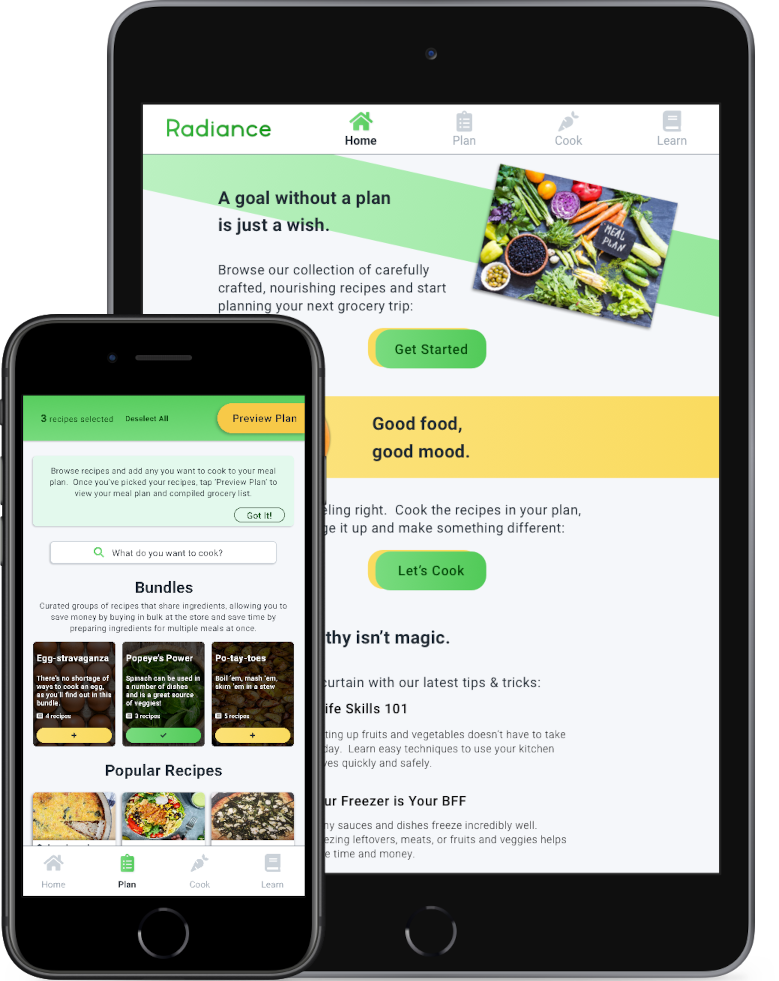 Radiance
Home
Plan
Cook
Learn
A goal without a plan
is just a wish.
MEAL
PLAN
Browse our collection of carefully
crafted, nourishing recipes and start
planning your next grocery trip:
Get Started
Good food,
good mood.
eling right. Cook the recipes in your plan,
ge it up and make something different:
Let's Cook
thy isn't magic.
curtain with our latest tips & tricks:
ife Skills 101
ting up fruits and vegetables doesn't have to take
day. Learn easy techniques to use your kitchen
ves quickly and safely.
ur Freezer is Your BFF
ny sauces and dishes freeze incredibly well.
ezing leftovers, meats, or fruits and veggies helps
e time and money.
3 recipes selected
Deselect All
Preview Plan
Browse recipes and add any you want to cook to your meal
plan. Once you've picked your recipes, tap 'Preview Plan' to
view your meal plan and compiled grocery list.
Got It!
What do you want to cook?
Bundles
Curated groups of recipes that share ingredients, allowing you to
save money by buying in bulk at the store and save time by
preparing ingredients for multiple meals at once.
Egg-stravaganza
There's no shortage of
ways to cook an egg,
as you'll find out in this
bundle.
4 recipes
+
Popeye's Power
Spinach can be used in
a number of dishes
and is a great source
of veggies!
3 recipes
Po-tay-toes
Boil 'em, mash 'em,
skim 'em in a stew
5 recipes
+
Popular Recipes
Home
Plan
Cook
Learn